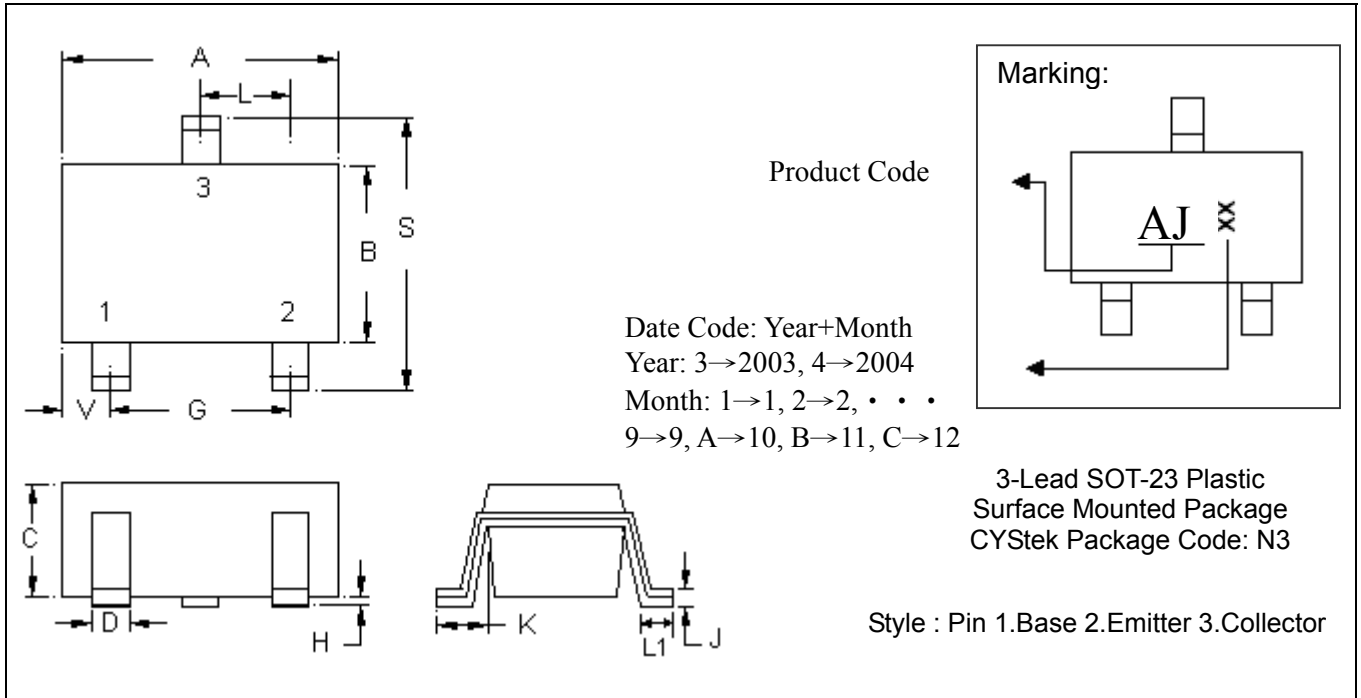 A
L
3
S
B
1
2
V
G
C
D
H
K
L1
J
Product Code
Date Code: Year+Month
Year: 3→2003, 4→2004
Month: 1→1, 2→2, ・・・
9→9, A→10, B→11, C→12
Marking:
AJ
XX
3-Lead SOT-23 Plastic
Surface Mounted Package
CYStek Package Code: N3
Style : Pin 1.Base 2.Emitter 3.Collector